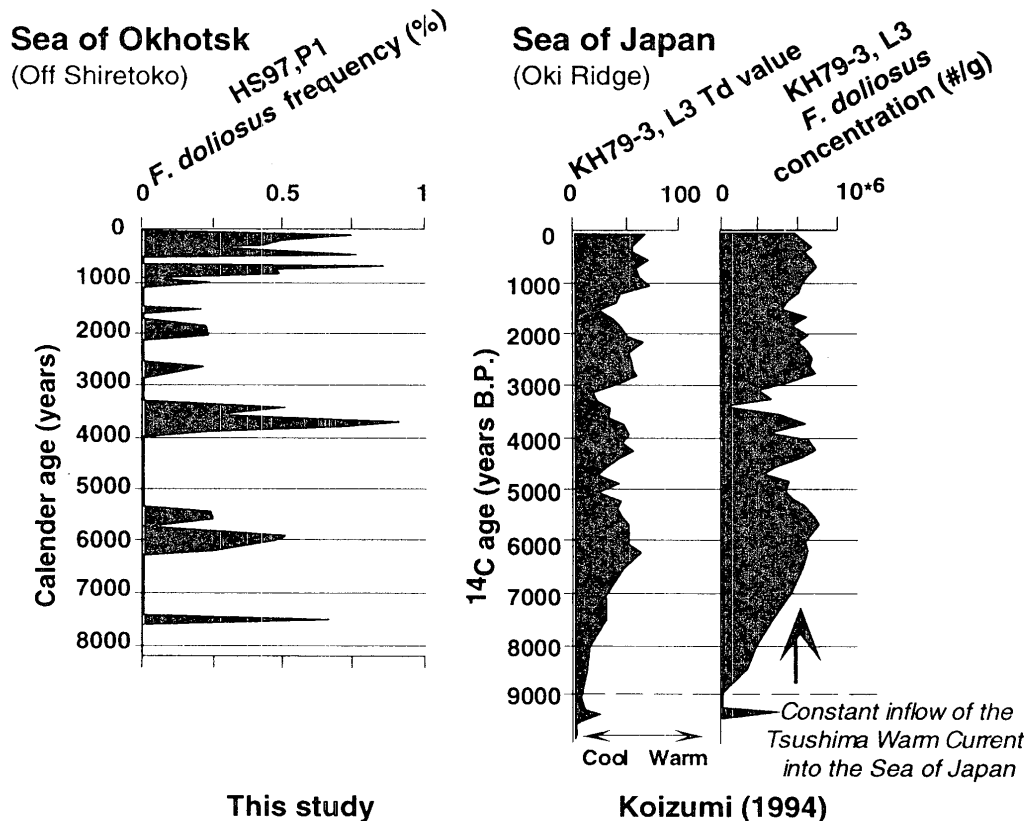 Sea of Okhotsk
(Off Shiretoko)
HS97,P1
F. doliosus frequency (%)
0 0.5 1
0
1000
2000
3000
4000
5000
6000
7000
8000
Calender age (years)
This study
Sea of Japan
(Oki Ridge)
KH79-3, L3 Td value
KH79-3, L3
F. doliosus
concentration (#/g)
0 100 0 10*6
0
1000
2000
3000
4000
5000
6000
7000
8000
9000
14C age (years B.P.)
Cool Warm
Constant inflow of the
Tsushima Warm Current
into the Sea of Japan
Koizumi (1994)